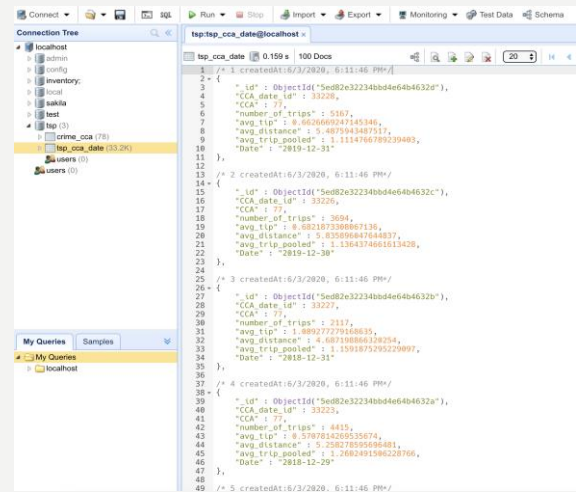 Connect
SQL
Run
Stop
Import
Export
Monitoring
Test Data
Schema
Connection Tree
localhost
admin
config
inventory;
local
sakila
test
tsp (3)
crime_cca (78)
tsp_cca_date (33.2K)
users (0)
users (0)
My Queries
Samples
My Queries
localhost
tsp:tsp_cca_date@localhost ×
tsp_cca_date 0.159 s 100 Docs
20
1 /* 1 createdAt:6/3/2020, 6:11:46 PM*/
2 {
3 "_id" : ObjectId("5ed82e32234bbd4e64b4632d"),
4 "CCA_date_id" : 33228,
5 "CCA" : 77,
6 "number_of_trips" : 5167,
7 "avg_tip" : 0.6626669247145346,
8 "avg_distance" : 5.4875943487517,
9 "avg_trip_pooled" : 1.1114766789239403,
10 "Date" : "2019-12-31"
11 },
12
13 /* 2 createdAt:6/3/2020, 6:11:46 PM*/
14 {
15 "_id" : ObjectId("5ed82e32234bbd4e64b4632c"),
16 "CCA_date_id" : 33226,
17 "CCA" : 77,
18 "number_of_trips" : 3694,
19 "avg_tip" : 0.6821873308067136,
20 "avg_distance" : 5.835896047644837,
21 "avg_trip_pooled" : 1.1364374661613428,
22 "Date" : "2019-12-30"
23 },
24
25 /* 3 createdAt:6/3/2020, 6:11:46 PM*/
26 {
27 "_id" : ObjectId("5ed82e32234bbd4e64b4632b"),
28 "CCA_date_id" : 33227,
29 "CCA" : 77,
30 "number_of_trips" : 2117,
31 "avg_tip" : 1.009277279168635,
32 "avg_distance" : 4.687198866320254,
33 "avg_trip_pooled" : 1.1591875295229097,
34 "Date" : "2018-12-31"
35 },
36
37 /* 4 createdAt:6/3/2020, 6:11:46 PM*/
38 {
39 "_id" : ObjectId("5ed82e32234bbd4e64b4632a"),
40 "CCA_date_id" : 33223,
41 "CCA" : 77,
42 "number_of_trips" : 4415,
43 "avg_tip" : 0.5707814269535674,
44 "avg_distance" : 5.258278595696481,
45 "avg_trip_pooled" : 1.2602491506228766,
46 "Date" : "2018-12-29"
47 },
48
49 /* 5 createdAt:6/3/2020, 6:11:46 PM*/